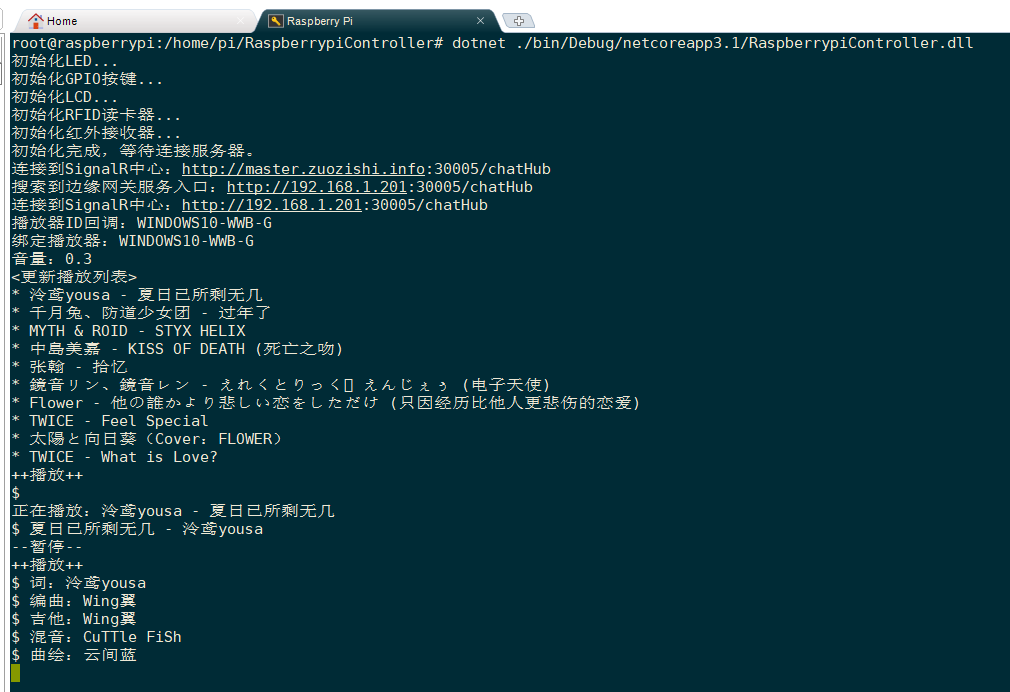 Home
Raspberry Pi
root@raspberrypi:/home/pi/RaspberrypiController# dotnet ./bin/Debug/netcoreapp3.1/RaspberrypiController.dll
初始化LED...
初始化GPIO按键...
初始化LCD...
初始化RFID读卡器...
初始化红外接收器...
初始化完成，等待连接服务器。
连接到SignalR中心：http://master.zuozishi.info:30005/chatHub
搜索到边缘网关服务入口：http://192.168.1.201:30005/chatHub
连接到SignalR中心：http://192.168.1.201:30005/chatHub
播放器ID回调：WINDOWS10-WWB-G
绑定播放器：WINDOWS10-WWB-G
音量：0.3
<更新播放列表>
* 泠鸢yousa - 夏日已所剩无几
* 千月兔、防道少女团 - 过年了
* MYTH & ROID - STYX HELIX
* 中島美嘉 - KISS OF DEATH (死亡之吻)
* 张翰 - 拾忆
* 鏡音リン、鏡音レン - えれくとりっく えんじぇぅ (电子天使)
* Flower - 他の誰かより悲しい恋をしただけ (只因经历比他人更悲伤的恋爱)
* TWICE - Feel Special
* 太陽と向日葵（Cover：FLOWER）
* TWICE - What is Love?
++播放++
$
正在播放：泠鸢yousa - 夏日已所剩无几
$ 夏日已所剩无几 - 泠鸢yousa
--暂停--
++播放++
$ 词：泠鸢yousa
$ 编曲：Wing翼
$ 吉他：Wing翼
$ 混音：CuTTle FiSh
$ 曲绘：云间蓝